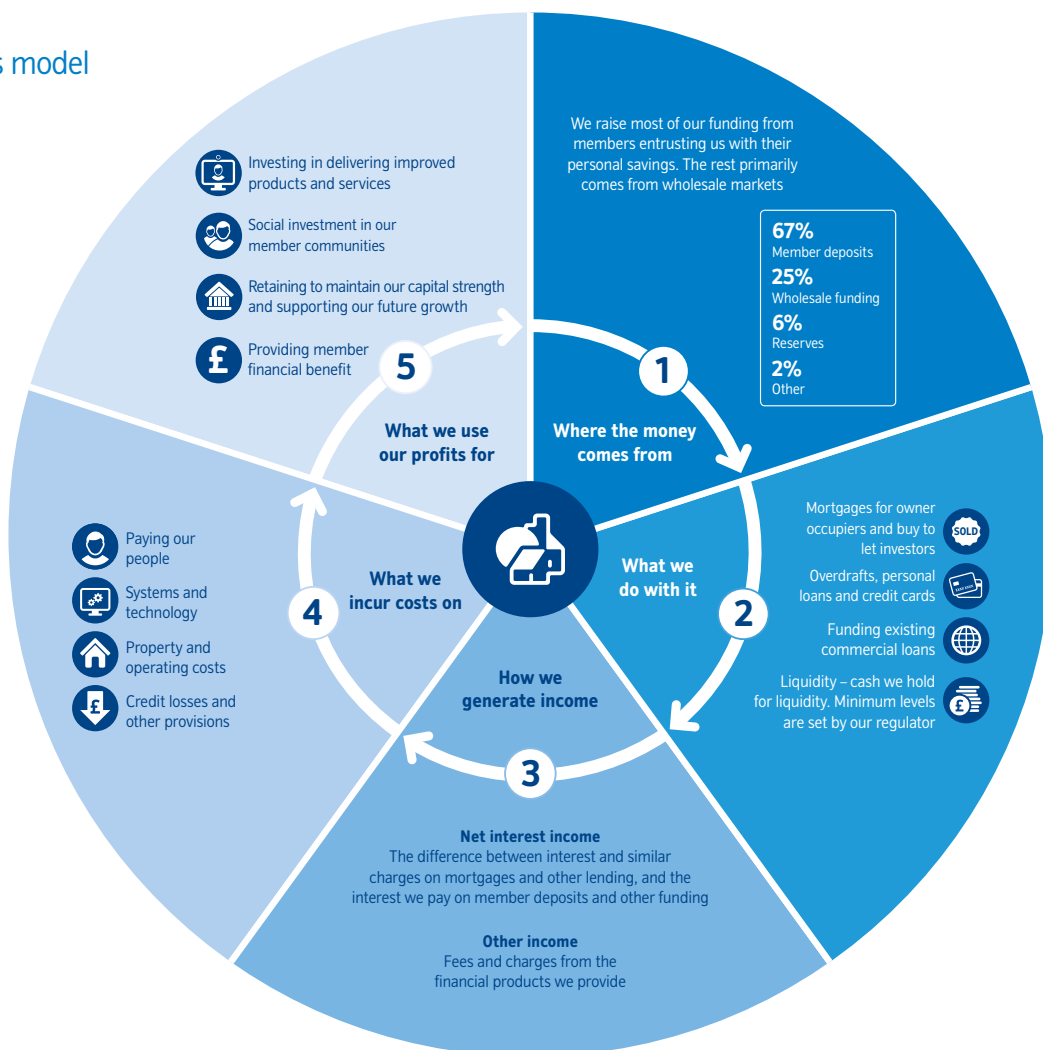 s model
We raise most of our funding from
members entrusting us with their
personal savings. The rest primarily
comes from wholesale markets
67%
Member deposits
25%
Wholesale funding
6%
Reserves
2%
Other
1
Where the money
comes from
Mortgages for owner
occupiers and buy to
let investors
SOLD
Overdrafts, personal
loans and credit cards
Funding existing
commercial loans
Liquidity – cash we hold
for liquidity. Minimum levels
are set by our regulator
£
What we
do with it
2
How we
generate income
3
Net interest income
The difference between interest and similar
charges on mortgages and other lending, and the
interest we pay on member deposits and other funding
Other income
Fees and charges from the
financial products we provide
What we
incur costs on
4
Paying our
people
Systems and
technology
Property and
operating costs
£
Credit losses and
other provisions
Investing in delivering improved
products and services
Social investment in our
member communities
Retaining to maintain our capital strength
and supporting our future growth
£
Providing member
financial benefit
5
What we use
our profits for